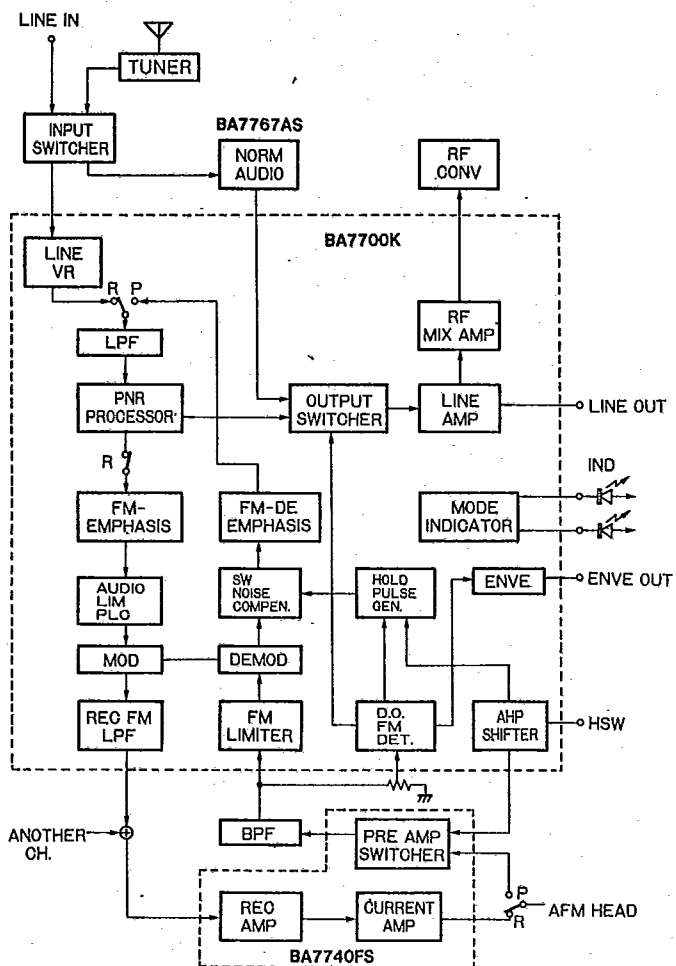 LINE IN
TUNER
INPUT
SWITCHER
BA7767AS
NORM
AUDIO
RF
CONV
BA7700K
LINE
VR
R P
LPF
RF
MIX AMP
PNR
PROCESSOR
OUTPUT
SWITCHER
LINE
AMP
LINE OUT
R
IND
FM-
EMPHASIS
FM-DE
EMPHASIS
MODE
INDICATOR
AUDIO
LIM
PLC
SW
NOISE
COMPEN.
HOLD
PULSE
GEN.
ENVE
ENVE OUT
MOD
DEMOD
REC FM
LPF
FM
LIMITER
D.O.
FM
DET.
AHP
SHIFTER
HSW
ANOTHER
CH.
BPF
PRE AMP
SWITCHER
P
R
AFM HEAD
REC
AMP
CURRENT
AMP
BA7740FS